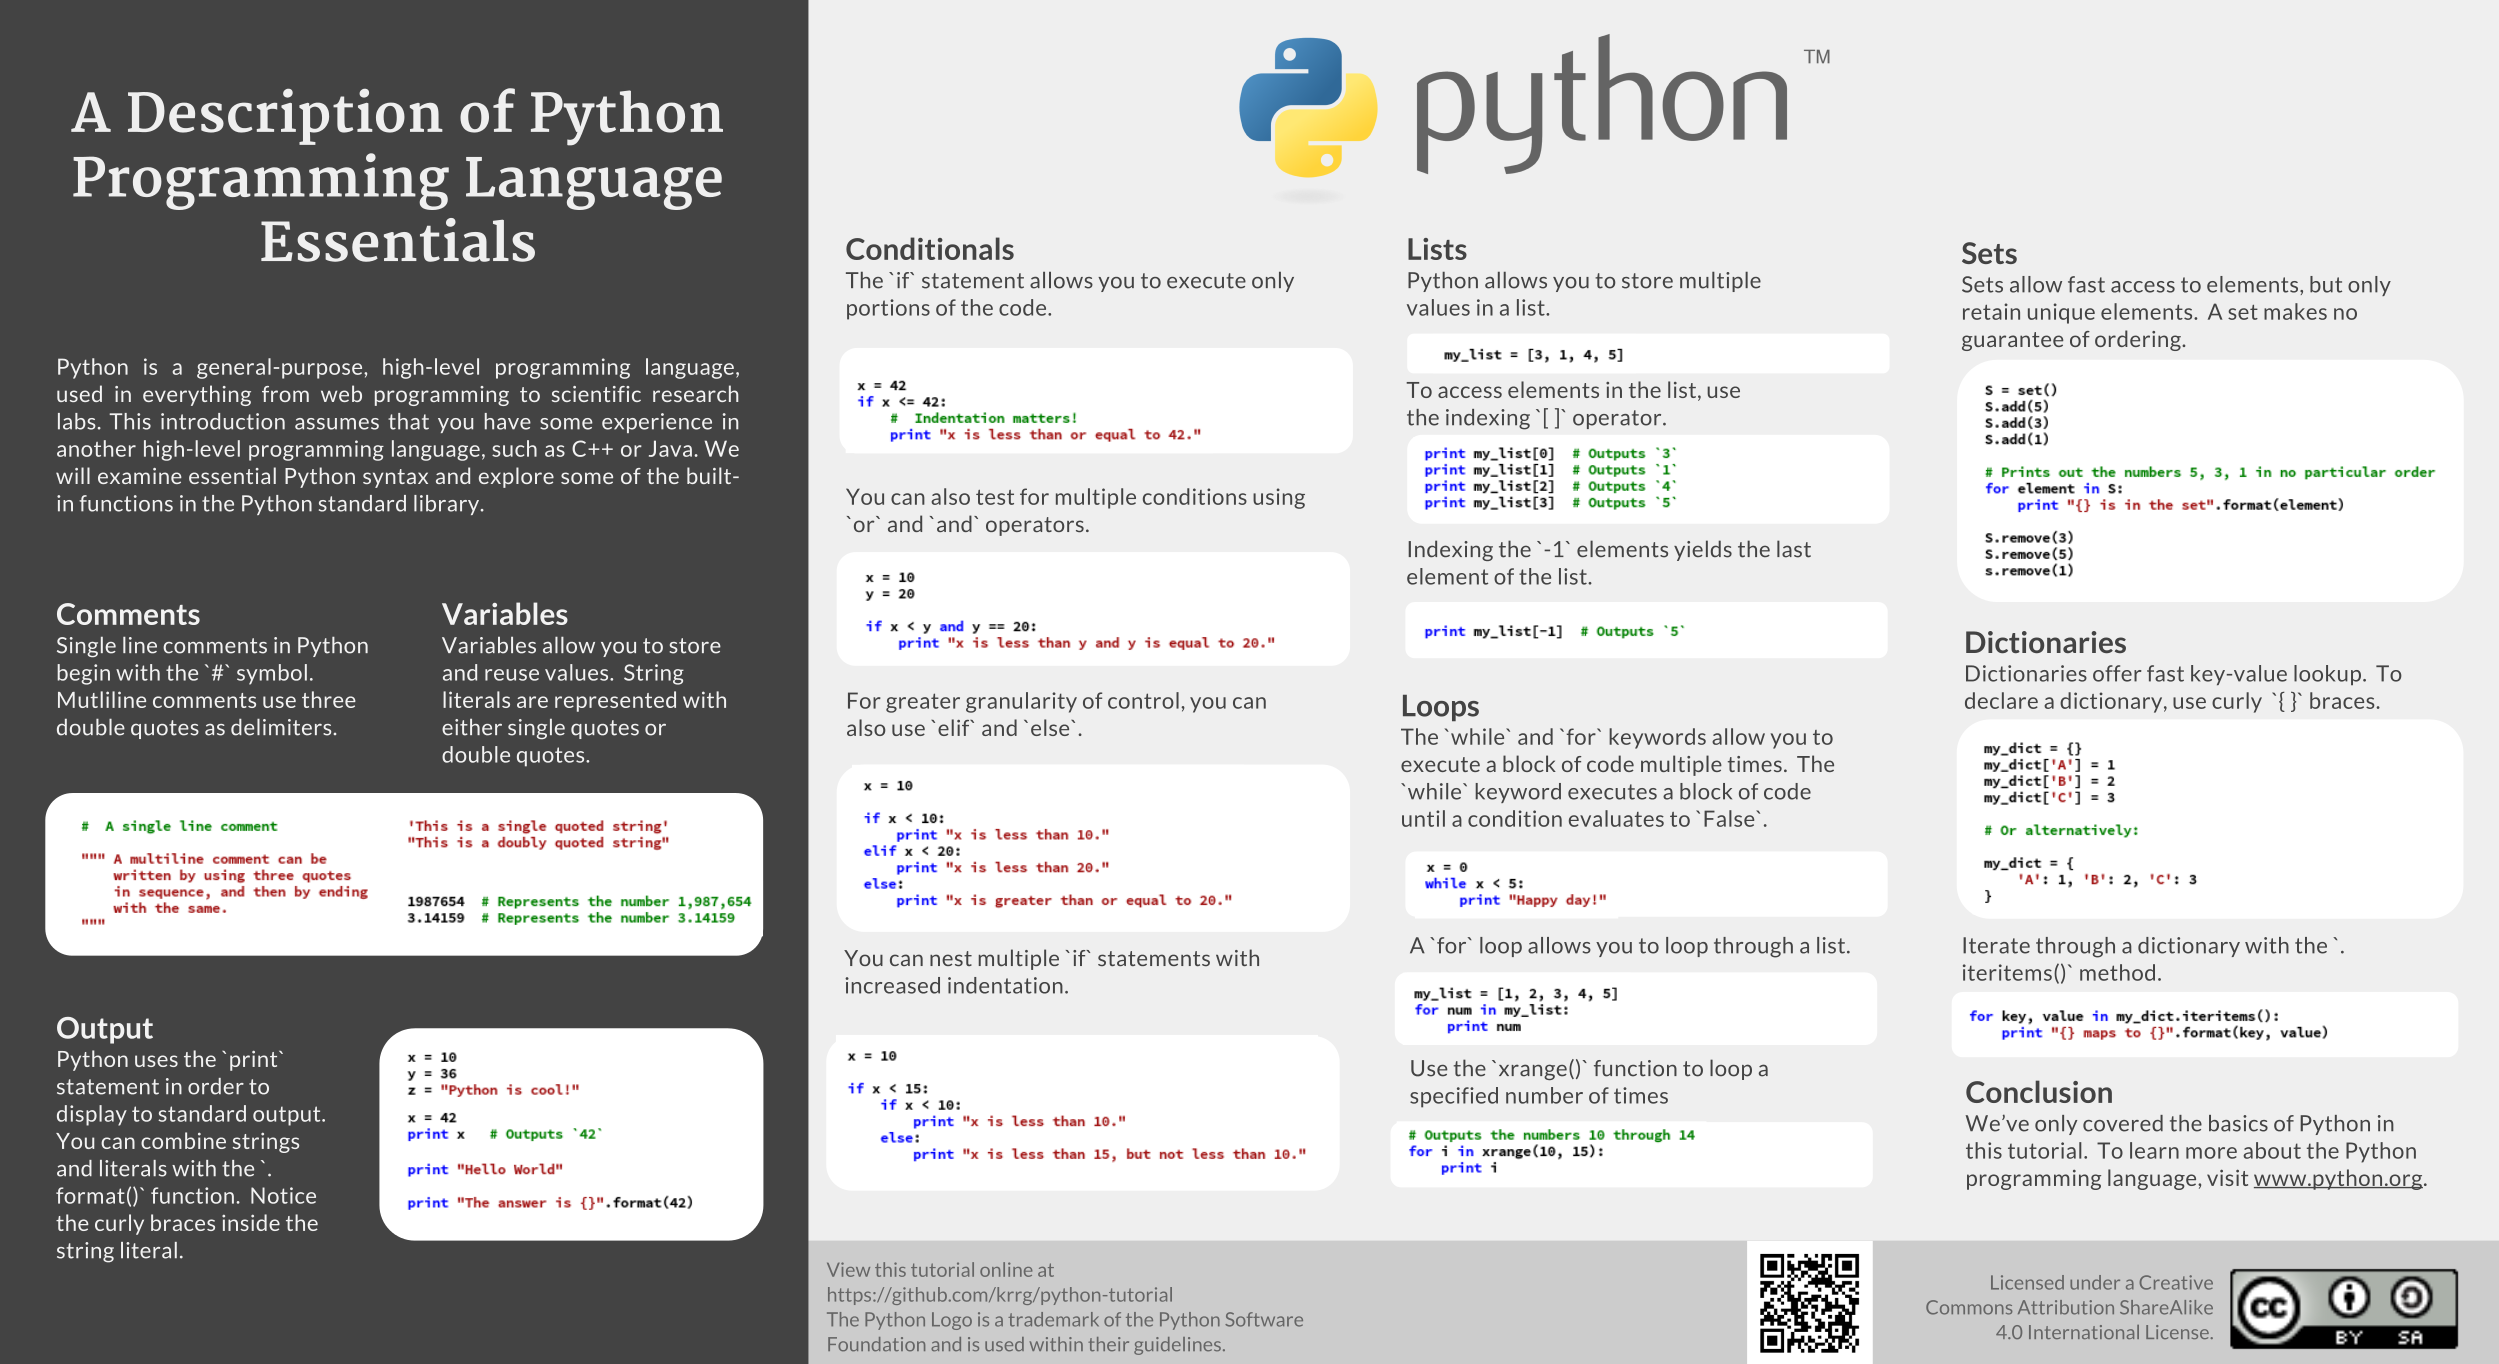 A Description of Python
Programming Language
Essentials
Python is a general-purpose, high-level programming language,
used in everything from web programming to scientific research
labs. This introduction assumes that you have some experience in
another high-level programming language, such as C++ or Java. We
will examine essential Python syntax and explore some of the built-
in functions in the Python standard library.
Comments
Single line comments in Python
begin with the `#` symbol.
Mutliline comments use three
double quotes as delimiters.
Variables
Variables allow you to store
and reuse values.  String
literals are represented with
either single quotes or
double quotes.
#  A single line comment
""" A multiline comment can be
    written by using three quotes
    in sequence, and then by ending
    with the same.
"""
'This is a single quoted string'
"This is a doubly quoted string"
1987654  # Represents the number 1,987,654
3.14159  # Represents the number 3.14159
Output
Python uses the `print`
statement in order to
display to standard output.
You can combine strings
and literals with the `.
format()` function.  Notice
the curly braces inside the
string literal.
x = 10
y = 36
z = "Python is cool!"
x = 42
print x   # Outputs `42`
print "Hello World"
print "The answer is {}".format(42)
python TM
Conditionals
The `if` statement allows you to execute only
portions of the code.
x = 42
if x <= 42:
    #  Indentation matters!
    print "x is less than or equal to 42."
You can also test for multiple conditions using
`or` and `and` operators.
x = 10
y = 20
if x < y and y == 20:
    print "x is less than y and y is equal to 20."
For greater granularity of control, you can
also use `elif` and `else`.
x = 10
if x < 10:
    print "x is less than 10."
elif x < 20:
    print "x is less than 20."
else:
    print "x is greater than or equal to 20."
You can nest multiple `if` statements with
increased indentation.
x = 10
if x < 15:
    if x < 10:
        print "x is less than 10."
    else:
        print "x is less than 15, but not less than 10."
Lists
Python allows you to store multiple
values in a list.
my_list = [3, 1, 4, 5]
To access elements in the list, use
the indexing `[ ]` operator.
print my_list[0]  # Outputs `3`
print my_list[1]  # Outputs `1`
print my_list[2]  # Outputs `4`
print my_list[3]  # Outputs `5`
Indexing the `-1` elements yields the last
element of the list.
print my_list[-1]  # Outputs `5`
Loops
The `while` and `for` keywords allow you to
execute a block of code multiple times.  The
`while` keyword executes a block of code
until a condition evaluates to `False`.
x = 0
while x < 5:
    print "Happy day!"
A `for` loop allows you to loop through a list.
my_list = [1, 2, 3, 4, 5]
for num in my_list:
    print num
Use the `xrange()` function to loop a
specified number of times
# Outputs the numbers 10 through 14
for i in xrange(10, 15):
    print i
Sets
Sets allow fast access to elements, but only
retain unique elements.  A set makes no
guarantee of ordering.
S = set()
S.add(5)
S.add(3)
S.add(1)
# Prints out the numbers 5, 3, 1 in no particular order
for element in S:
    print "{} is in the set".format(element)
S.remove(3)
S.remove(5)
s.remove(1)
Dictionaries
Dictionaries offer fast key-value lookup.  To
declare a dictionary, use curly `{ }` braces.
my_dict = {}
my_dict['A'] = 1
my_dict['B'] = 2
my_dict['C'] = 3
# Or alternatively:
my_dict = {
    'A': 1, 'B': 2, 'C': 3
}
Iterate through a dictionary with the `.
iteritems()` method.
for key, value in my_dict.iteritems():
    print "{} maps to {}".format(key, value)
Conclusion
We've only covered the basics of Python in
this tutorial.  To learn more about the Python
programming language, visit www.python.org.
View this tutorial online at
https://github.com/krrg/python-tutorial
The Python Logo is a trademark of the Python Software
Foundation and is used within their guidelines.
Licensed under a Creative
Commons Attribution ShareAlike
4.0 International License.
cc
BY SA